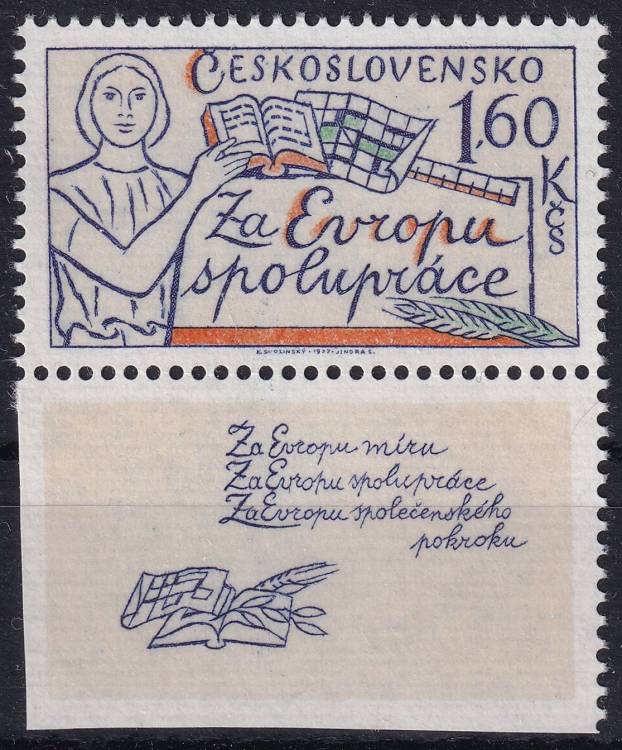 ČESKOSLOVENSKO
1,60 Kčs
Za Evropu
spolupráce
K. SVOLINSKÝ - 1977 - JINDRA S.
Za Evropu míru
Za Evropu spolupráce
Za Evropu společenského
pokroku